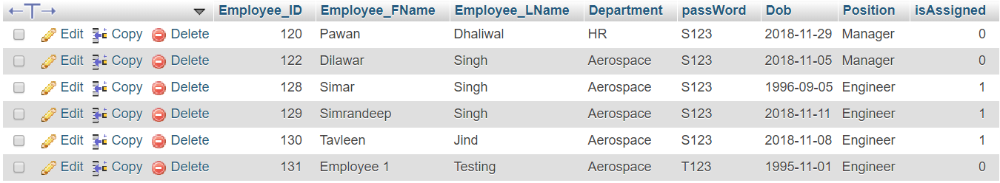 Employee_ID Employee_FName Employee_LName Department passWord Dob Position isAssigned
Edit Copy Delete 120 Pawan Dhaliwal HR S123 2018-11-29 Manager 0
Edit Copy Delete 122 Dilawar Singh Aerospace S123 2018-11-05 Manager 0
Edit Copy Delete 128 Simar Singh Aerospace S123 1996-09-05 Engineer 1
Edit Copy Delete 129 Simrandeep Singh Aerospace S123 2018-11-11 Engineer 1
Edit Copy Delete 130 Tavleen Jind Aerospace S123 2018-11-08 Engineer 1
Edit Copy Delete 131 Employee 1 Testing Aerospace T123 1995-11-01 Engineer 0